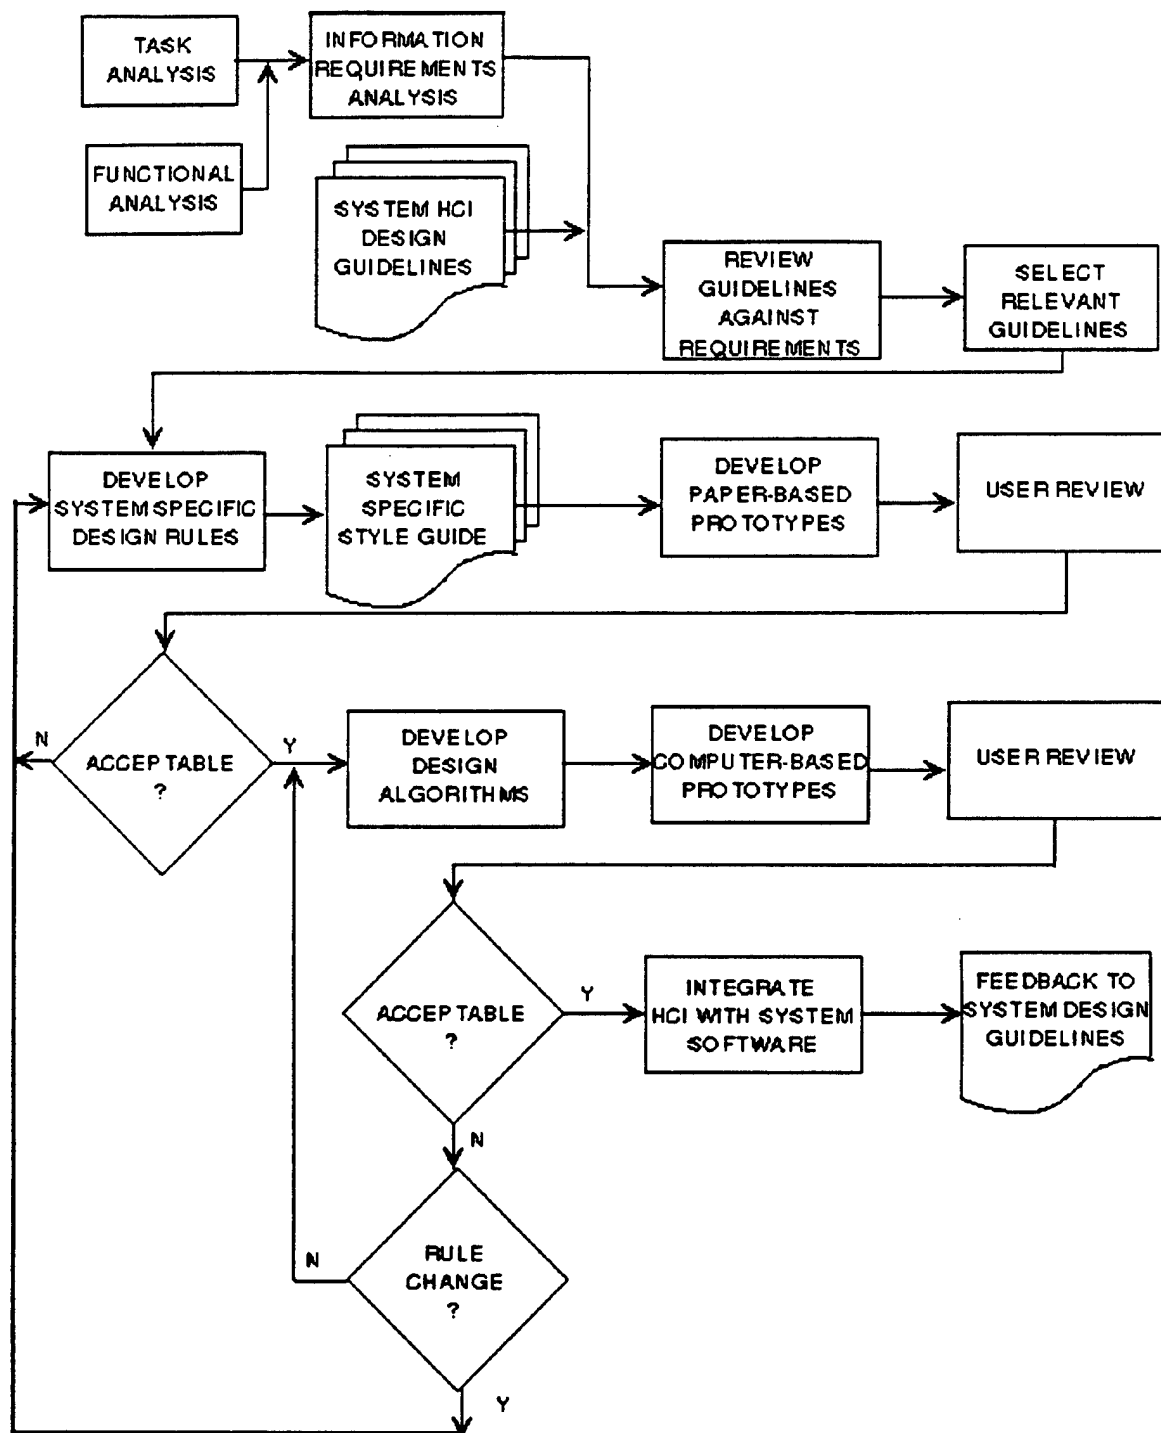 TASK
ANALYSIS
INFORMATION
REQUIREMENTS
ANALYSIS
FUNCTIONAL
ANALYSIS
SYSTEM HCI
DESIGN
GUIDELINES
REVIEW
GUIDELINES
AGAINST
REQUIREMENTS
SELECT
RELEVANT
GUIDELINES
DEVELOP
SYSTEM SPECIFIC
DESIGN RULES
SYSTEM
SPECIFIC
STYLE GUIDE
DEVELOP
PAPER-BASED
PROTOTYPES
USER REVIEW
N
ACCEPTABLE
?
Y
DEVELOP
DESIGN
ALGORITHMS
DEVELOP
COMPUTER-BASED
PROTOTYPES
USER REVIEW
ACCEPTABLE
?
Y
INTEGRATE
HCI WITH SYSTEM
SOFTWARE
FEEDBACK TO
SYSTEM DESIGN
GUIDELINES
N
N
RULE
CHANGE
?
Y